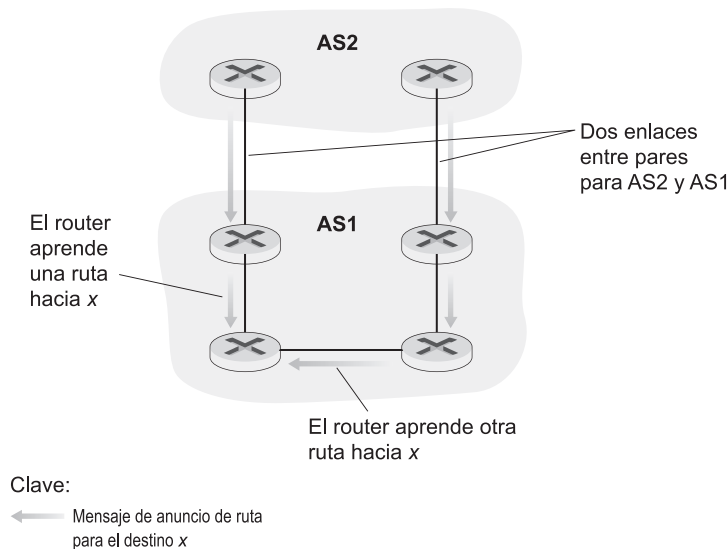 AS2
Dos enlaces
entre pares
para AS2 y AS1
AS1
El router
aprende
una ruta
hacia x
El router aprende otra
ruta hacia x
Clave:
Mensaje de anuncio de ruta
para el destino x